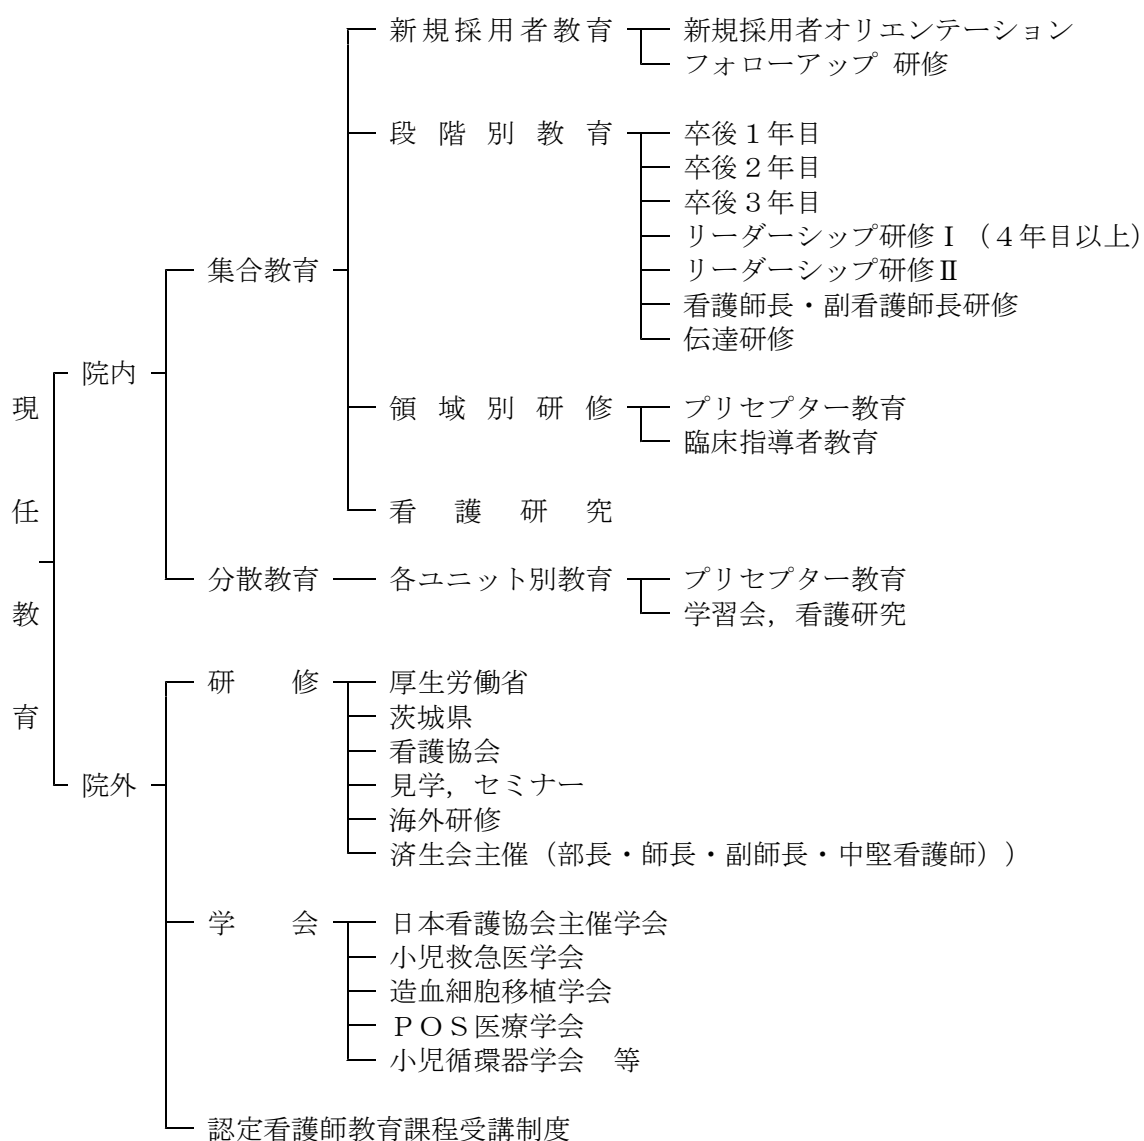 現任教育
院内
集合教育
新規採用者教育
新規採用者オリエンテーション
フォローアップ 研修
段階別教育
卒後１年目
卒後２年目
卒後３年目
リーダーシップ研修Ⅰ（４年目以上）
リーダーシップ研修Ⅱ
看護師長・副看護師長研修
伝達研修
領域別研修
プリセプター教育
臨床指導者教育
看護研究
分散教育
各ユニット別教育
プリセプター教育
学習会，看護研究
院外
研修
厚生労働省
茨城県
看護協会
見学，セミナー
海外研修
済生会主催（部長・師長・副師長・中堅看護師））
学会
日本看護協会主催学会
小児救急医学会
造血細胞移植学会
ＰＯＳ医療学会
小児循環器学会　等
認定看護師教育課程受講制度